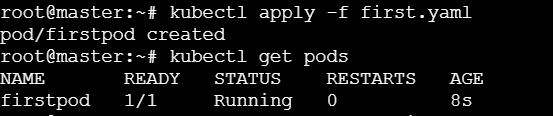 root@master:~# kubectl apply -f first.yaml
pod/firstpod created
root@master:~# kubectl get pods
NAME READY STATUS RESTARTS AGE
firstpod 1/1 Running 0 8s